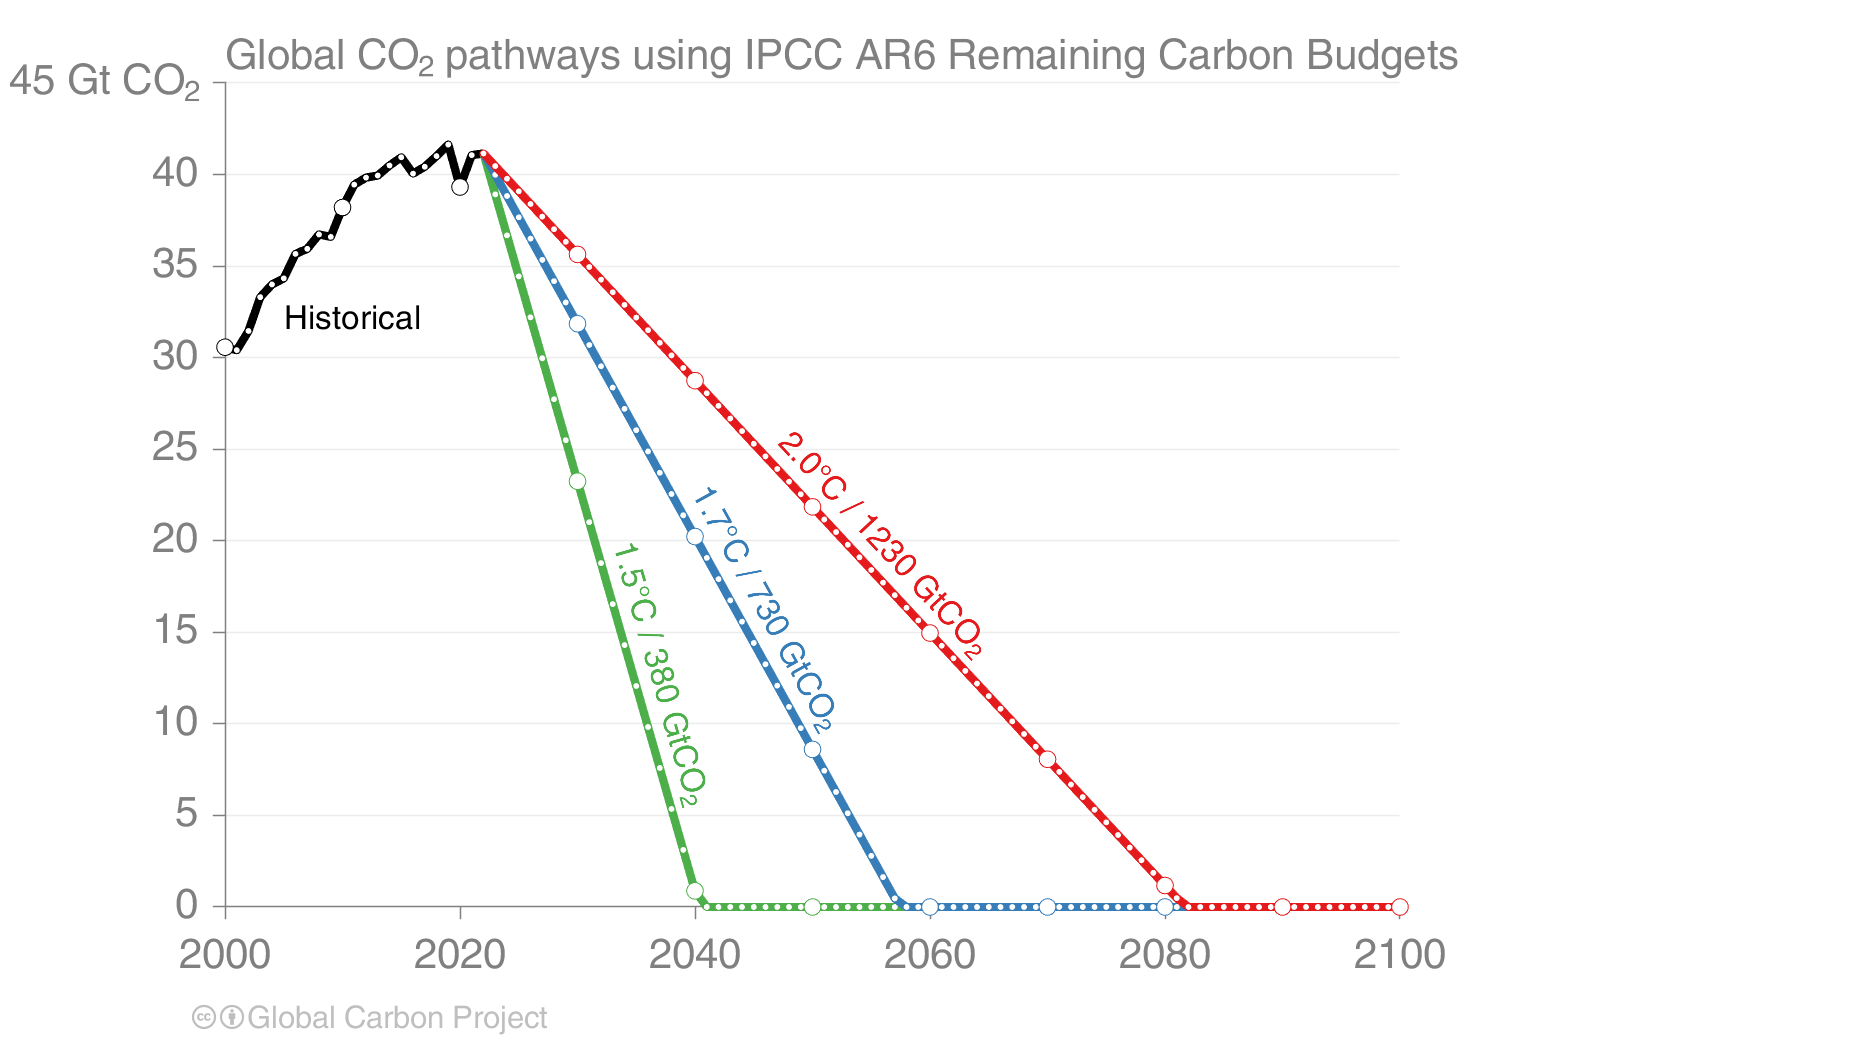 Global CO₂ pathways using IPCC AR6 Remaining Carbon Budgets
45 Gt CO₂
40
35
30
25
20
15
10
5
0
Historical
2.0°C / 1230 GtCO₂
1.7°C / 730 GtCO₂
1.5°C / 380 GtCO₂
2000 2020 2040 2060 2080 2100
cc Global Carbon Project